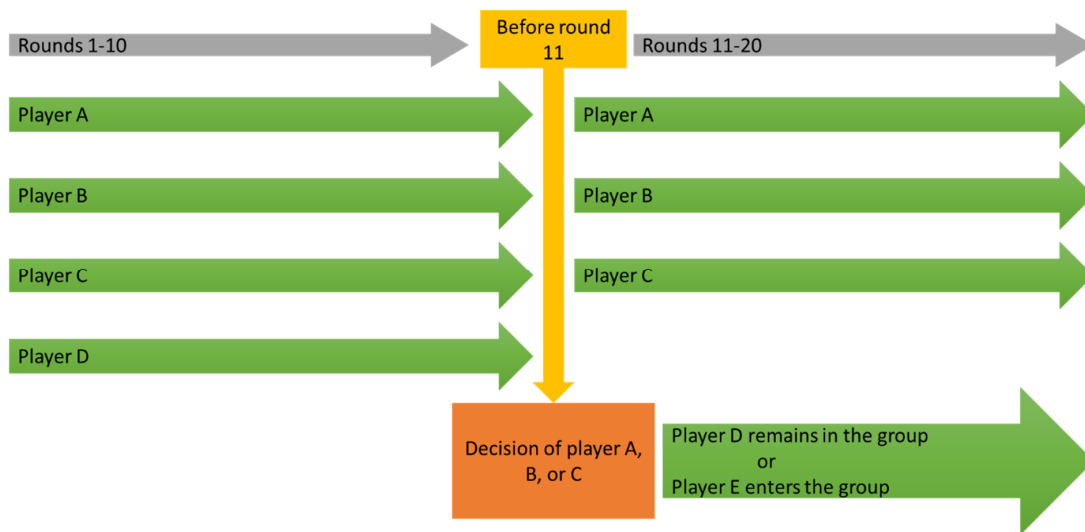 Rounds 1-10
Before round
11
Rounds 11-20
Player A
Player A
Player B
Player B
Player C
Player C
Player D
Decision of player A,
B, or C
Player D remains in the group
or
Player E enters the group